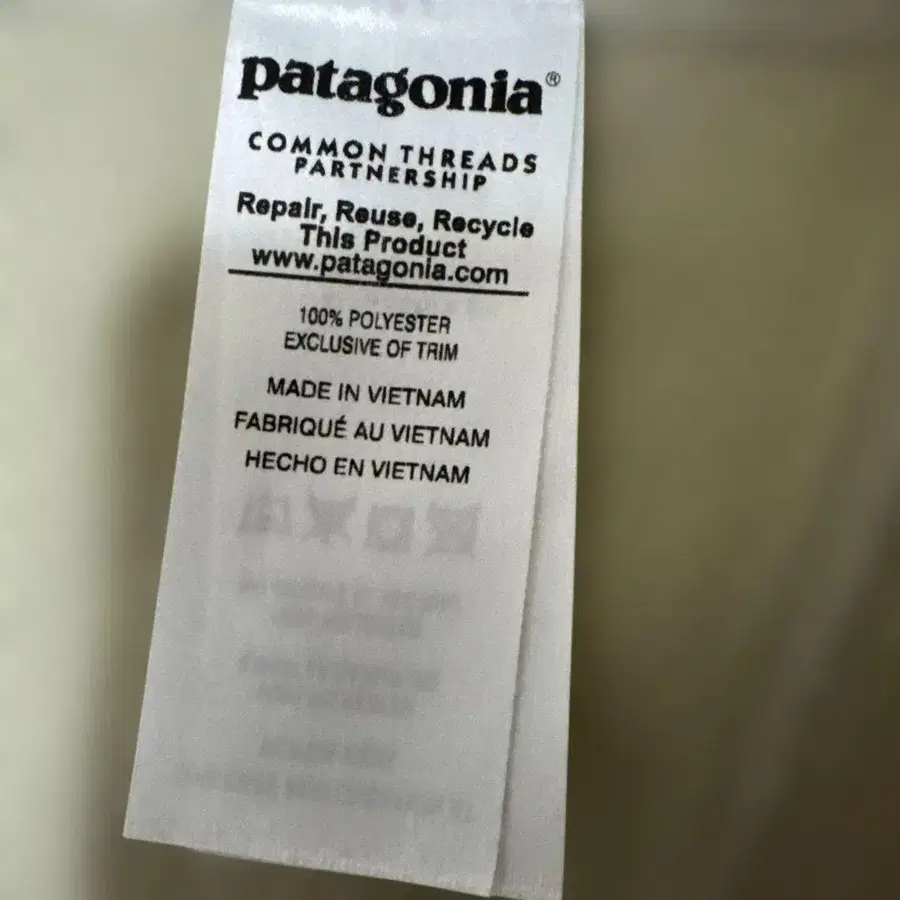 patagonia®
COMMON THREADS
PARTNERSHIP
Repair, Reuse, Recycle
This Product
www.patagonia.com
100% POLYESTER
EXCLUSIVE OF TRIM
MADE IN VIETNAM
FABRIQUÉ AU VIETNAM
HECHO EN VIETNAM